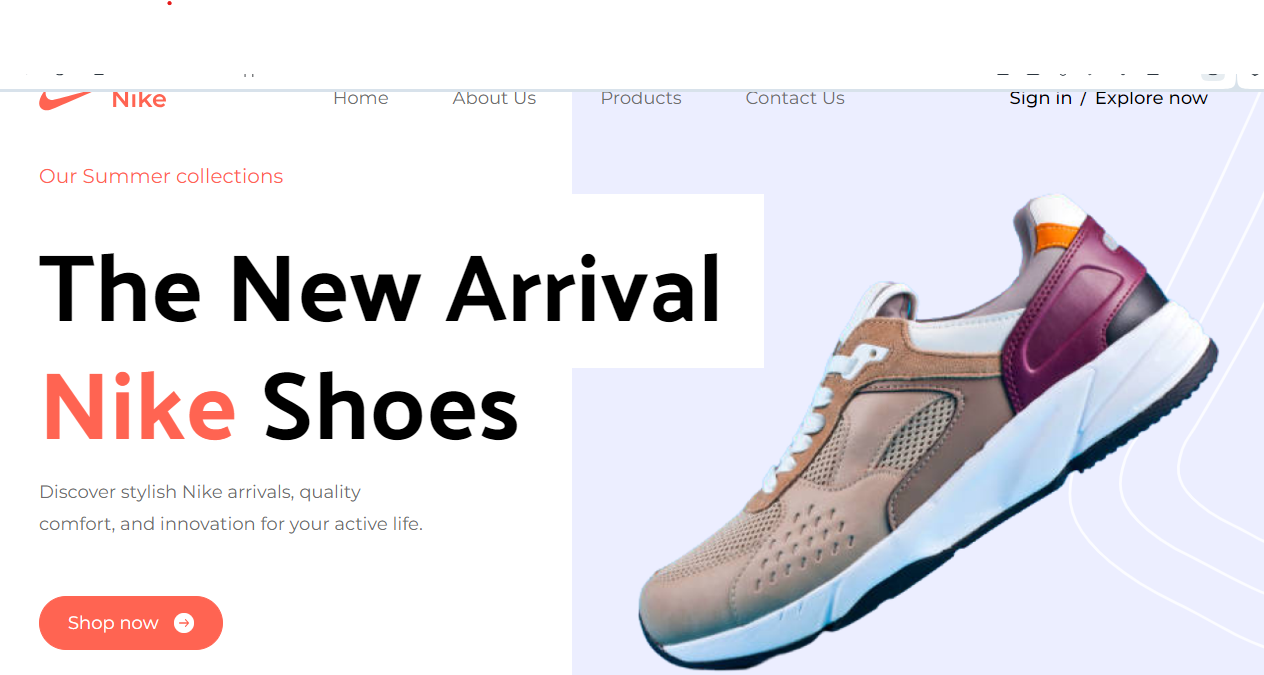 Nike
Home
About Us
Products
Contact Us
Sign in / Explore now
Our Summer collections
The New Arrival
Nike Shoes
Discover stylish Nike arrivals, quality
comfort, and innovation for your active life.
Shop now